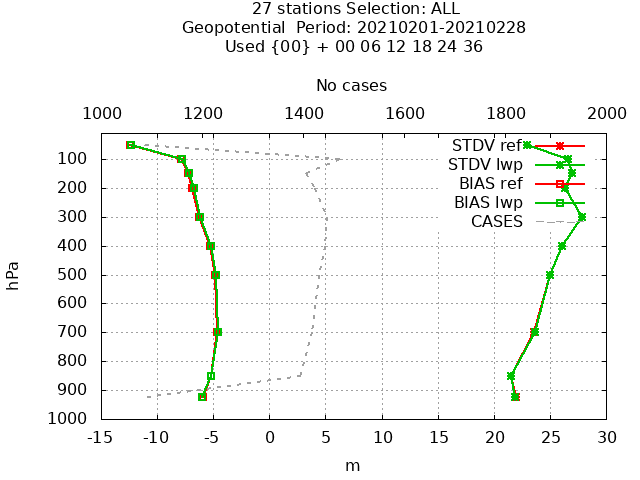 27 stations Selection: ALL
Geopotential  Period: 20210201-20210228
Used {00} + 00 06 12 18 24 36
No cases
1000 1200 1400 1600 1800 2000
STDV ref
STDV lwp
BIAS ref
BIAS lwp
CASES
hPa
100
200
300
400
500
600
700
800
900
1000
-15 -10 -5 0 5 10 15 20 25 30
m